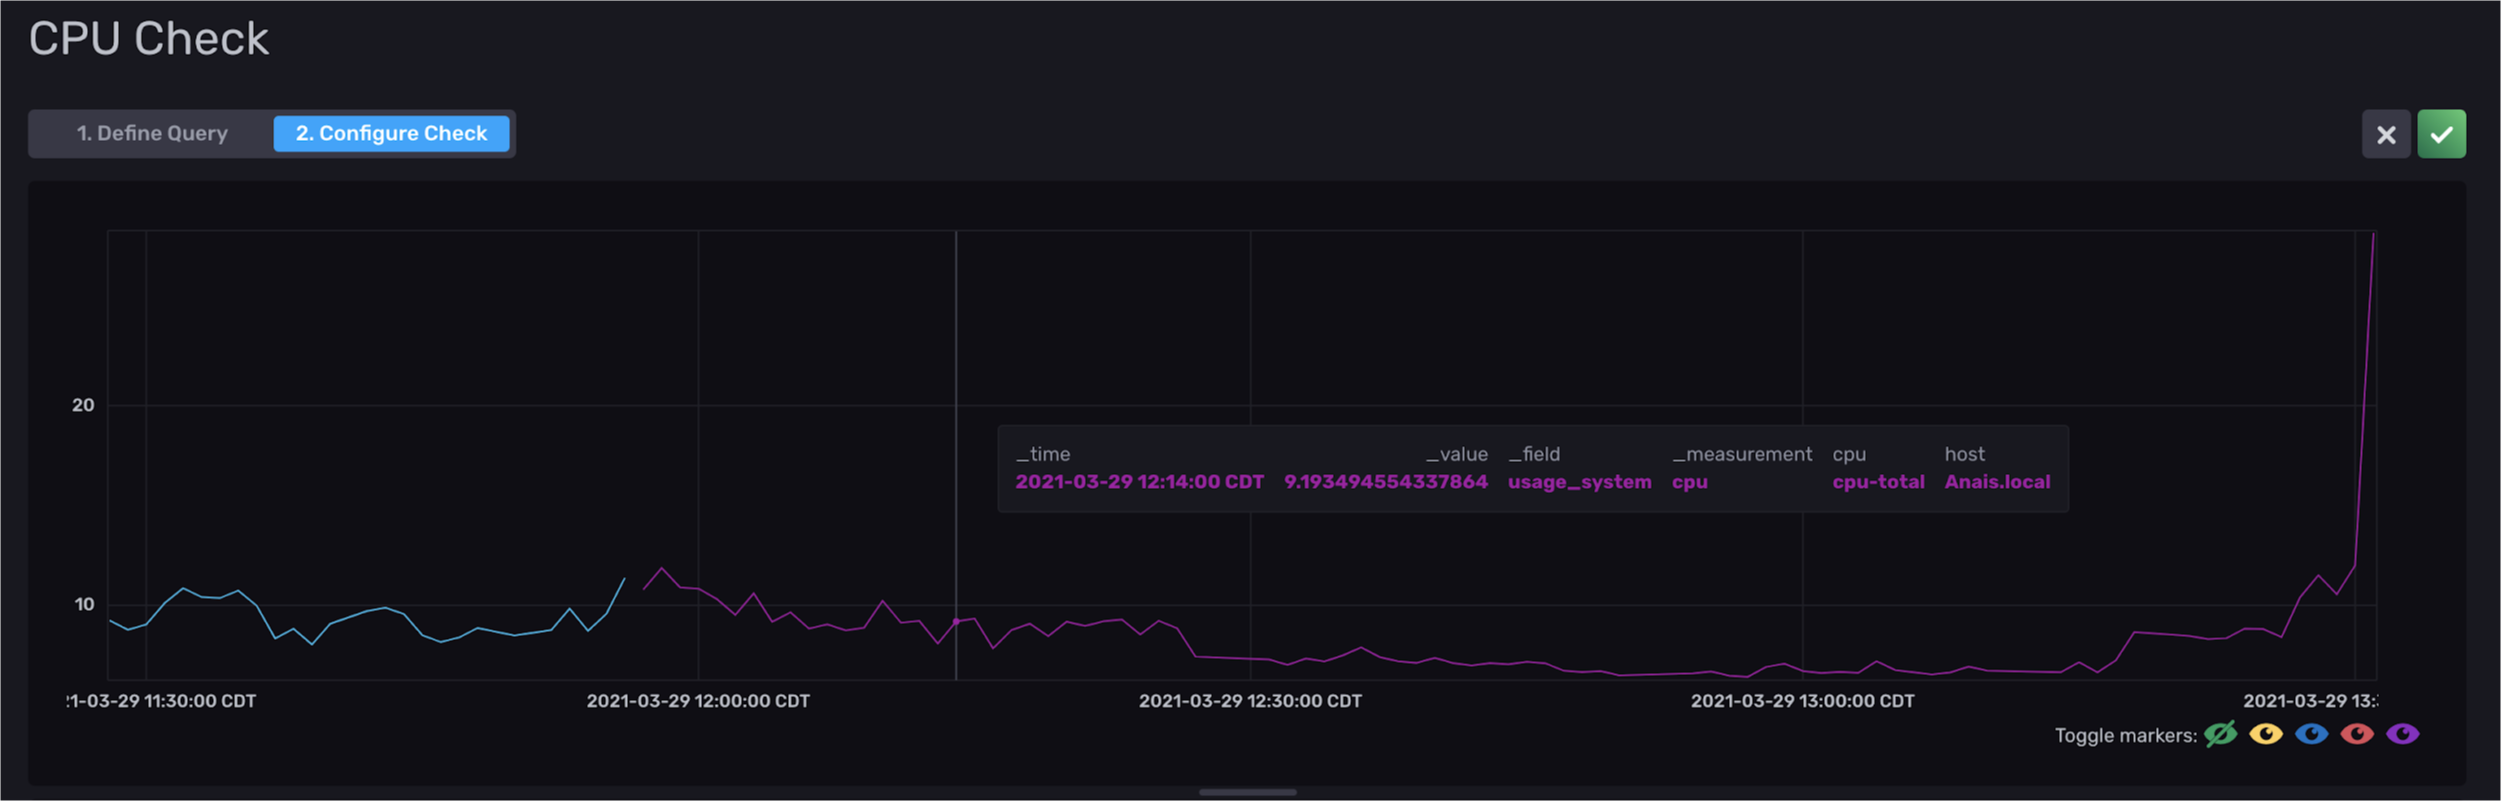 CPU Check
1. Define Query 2. Configure Check
20
_time _value _field _measurement cpu host
2021-03-29 12:14:00 CDT 9.193494554337864 usage_system cpu cpu-total Anais.local
10
1-03-29 11:30:00 CDT 2021-03-29 12:00:00 CDT 2021-03-29 12:30:00 CDT 2021-03-29 13:00:00 CDT 2021-03-29 13:
Toggle markers: